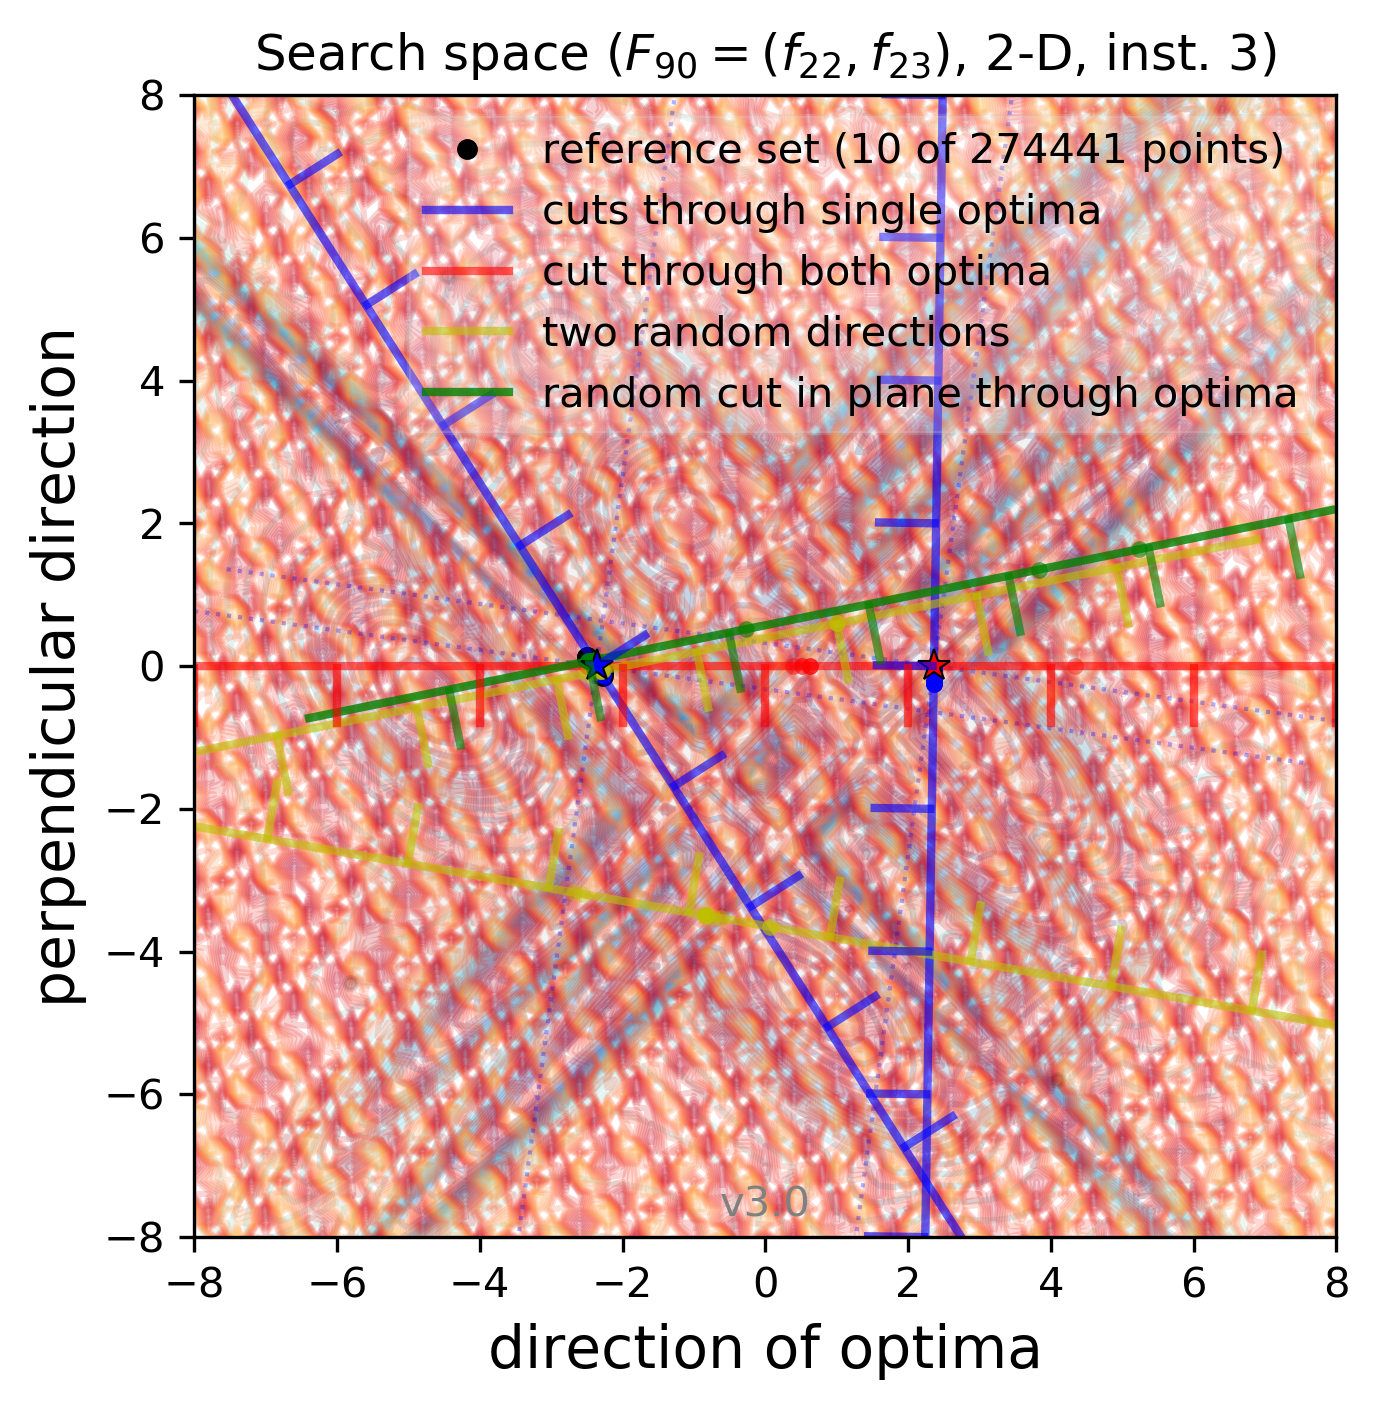 Search space (F₉₀ = (f₂₂, f₂₃), 2-D, inst. 3)
reference set (10 of 274441 points)
cuts through single optima
cut through both optima
two random directions
random cut in plane through optima
8
6
4
2
0
−2
−4
−6
−8
perpendicular direction
v3.0
−8 −6 −4 −2 0 2 4 6 8
direction of optima